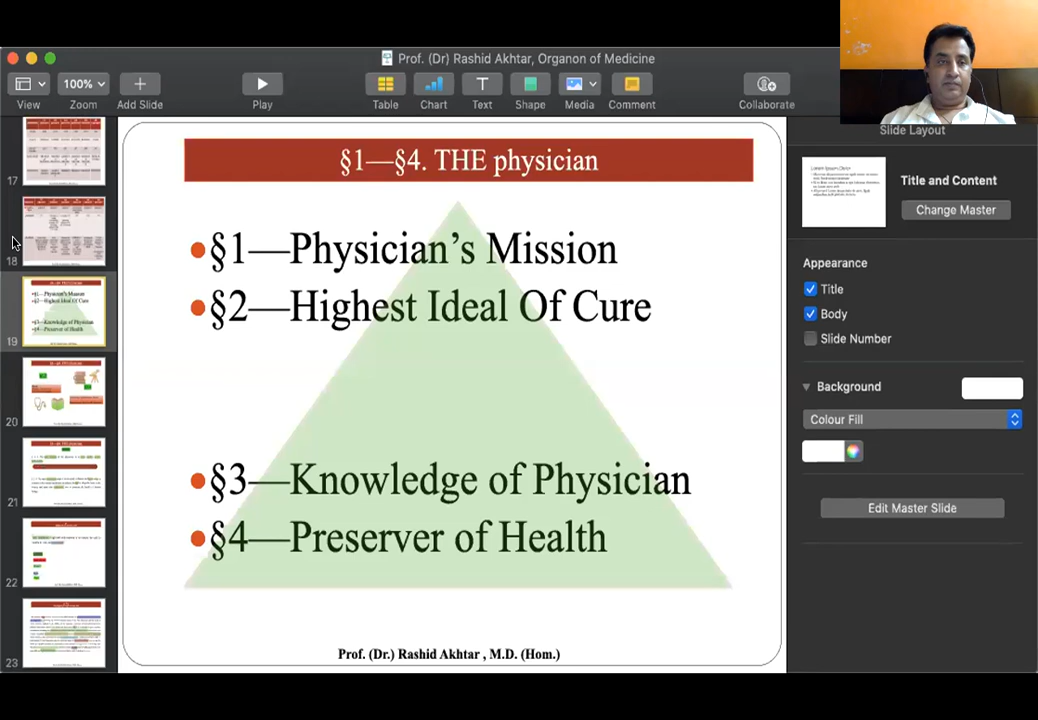 Prof. (Dr) Rashid Akhtar, Organon of Medicine
100%
View
Zoom
Add Slide
Play
Table
Chart
Text
Shape
Media
Comment
Collaborate
Slide Layout
Title and Content
Change Master
Appearance
Title
Body
Slide Number
Background
Colour Fill
Edit Master Slide
17
18
19
20
21
22
23
§1—§4. THE physician
•§1—Physician's Mission
•§2—Highest Ideal Of Cure
•§3—Knowledge of Physician
•§4—Preserver of Health
Prof. (Dr.) Rashid Akhtar , M.D. (Hom.)